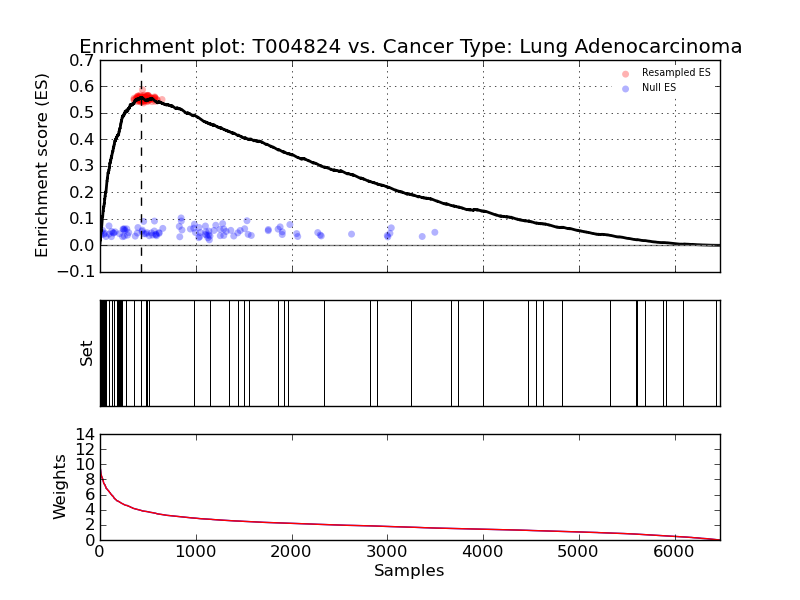 Enrichment plot: T004824 vs. Cancer Type: Lung Adenocarcinoma
0.7
0.6
0.5
0.4
0.3
0.2
0.1
0.0
−0.1
Enrichment score (ES)
Resampled ES
Null ES
Set
14
12
10
8
6
4
2
0
Weights
0 1000 2000 3000 4000 5000 6000
Samples